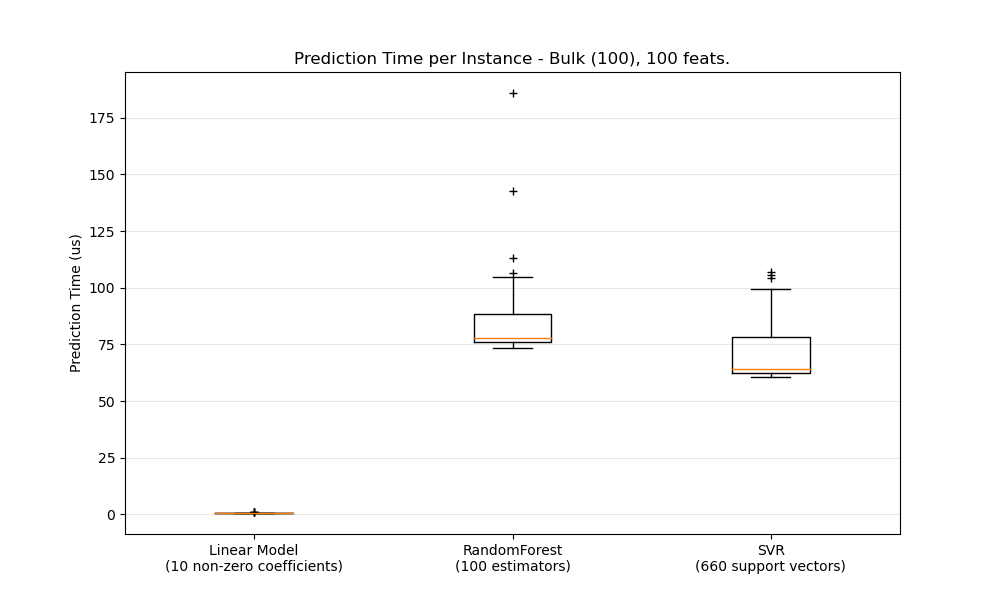 Prediction Time per Instance - Bulk (100), 100 feats.
Prediction Time (us)
175
150
125
100
75
50
25
0
Linear Model
(10 non-zero coefficients)
RandomForest
(100 estimators)
SVR
(660 support vectors)